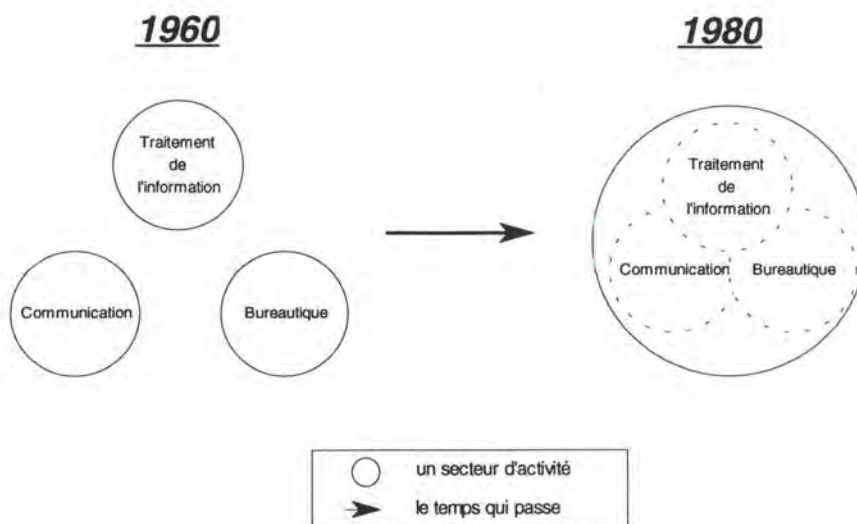 1960
1980
Traitement
de
l'information
Communication
Bureautique
Traitement
de
l'information
Communication
Bureautique
un secteur d'activité
le temps qui passe